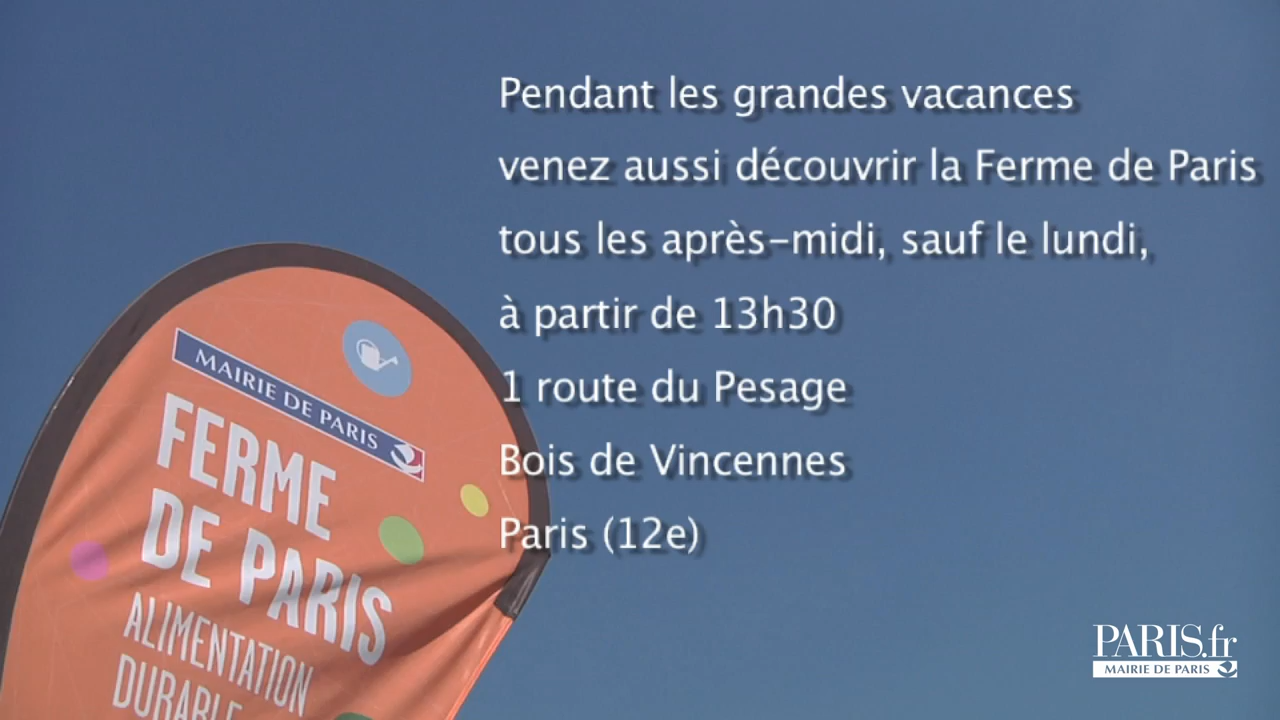 Pendant les grandes vacances
venez aussi découvrir la Ferme de Paris
tous les après-midi, sauf le lundi,
à partir de 13h30
1 route du Pesage
Bois de Vincennes
Paris (12e)
MAIRIE DE PARIS
FERME
DE PARIS
ALIMENTATION
DURABLE
PARIS.fr
MAIRIE DE PARIS